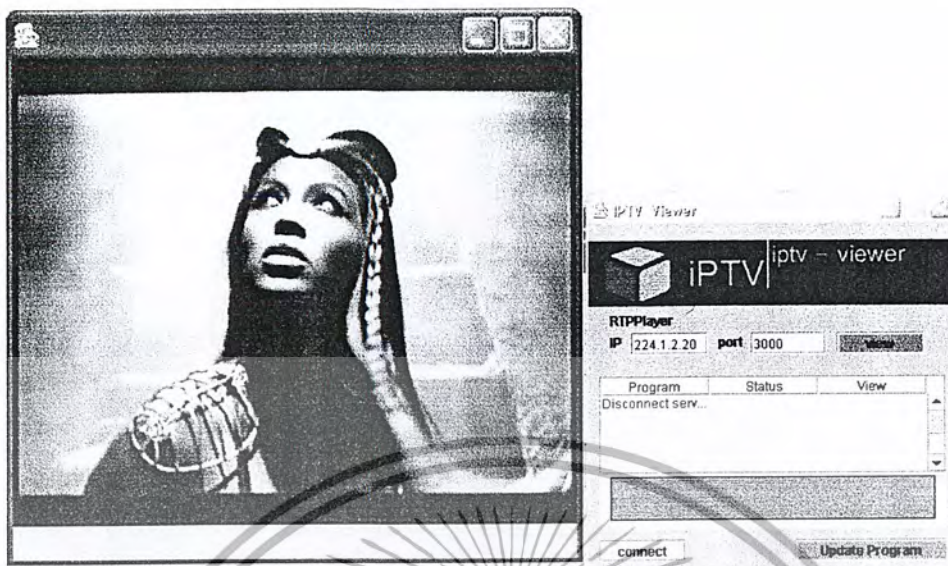 IPTV Viewer
iPTV iptv - viewer
RTPPlayer
IP 224.1.2.20 port 3000 view
Program Status View
Disconnect serv...
connect Update Program